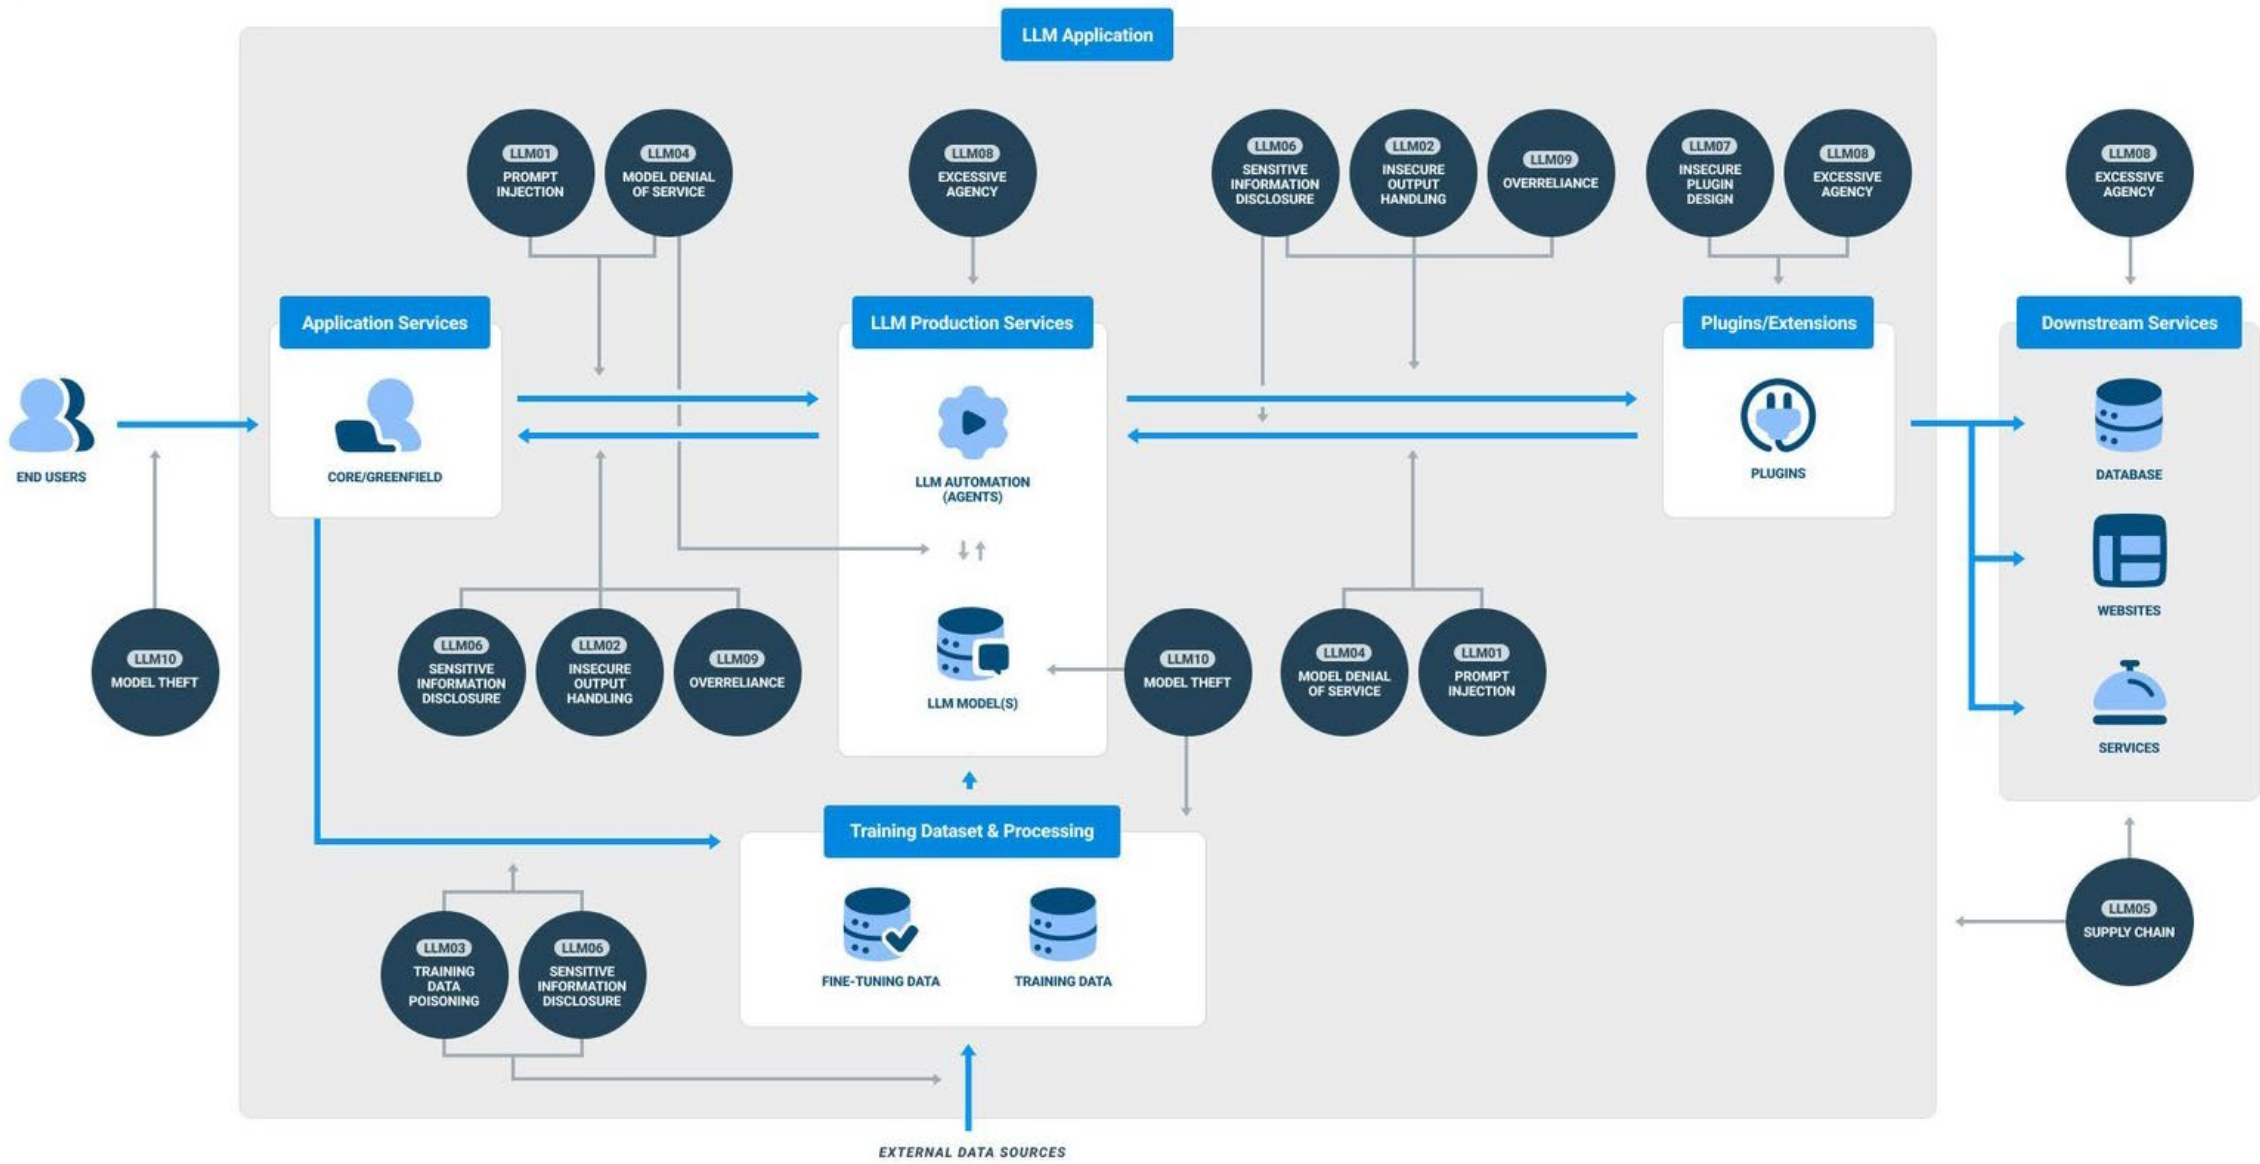 LLM Application
LLM01
PROMPT
INJECTION
LLM04
MODEL DENIAL
OF SERVICE
LLM08
EXCESSIVE
AGENCY
LLM06
SENSITIVE
INFORMATION
DISCLOSURE
LLM02
INSECURE
OUTPUT
HANDLING
LLM09
OVERRELIANCE
LLM07
INSECURE
PLUGIN
DESIGN
LLM08
EXCESSIVE
AGENCY
LLM08
EXCESSIVE
AGENCY
Application Services
LLM Production Services
Plugins/Extensions
Downstream Services
END USERS
CORE/GREENFIELD
LLM AUTOMATION
(AGENTS)
PLUGINS
DATABASE
WEBSITES
SERVICES
LLM10
MODEL THEFT
LLM06
SENSITIVE
INFORMATION
DISCLOSURE
LLM02
INSECURE
OUTPUT
HANDLING
LLM09
OVERRELIANCE
LLM MODEL(S)
LLM10
MODEL THEFT
LLM04
MODEL DENIAL
OF SERVICE
LLM01
PROMPT
INJECTION
Training Dataset & Processing
FINE-TUNING DATA
TRAINING DATA
LLM03
TRAINING
DATA
POISONING
LLM06
SENSITIVE
INFORMATION
DISCLOSURE
LLM05
SUPPLY CHAIN
EXTERNAL DATA SOURCES